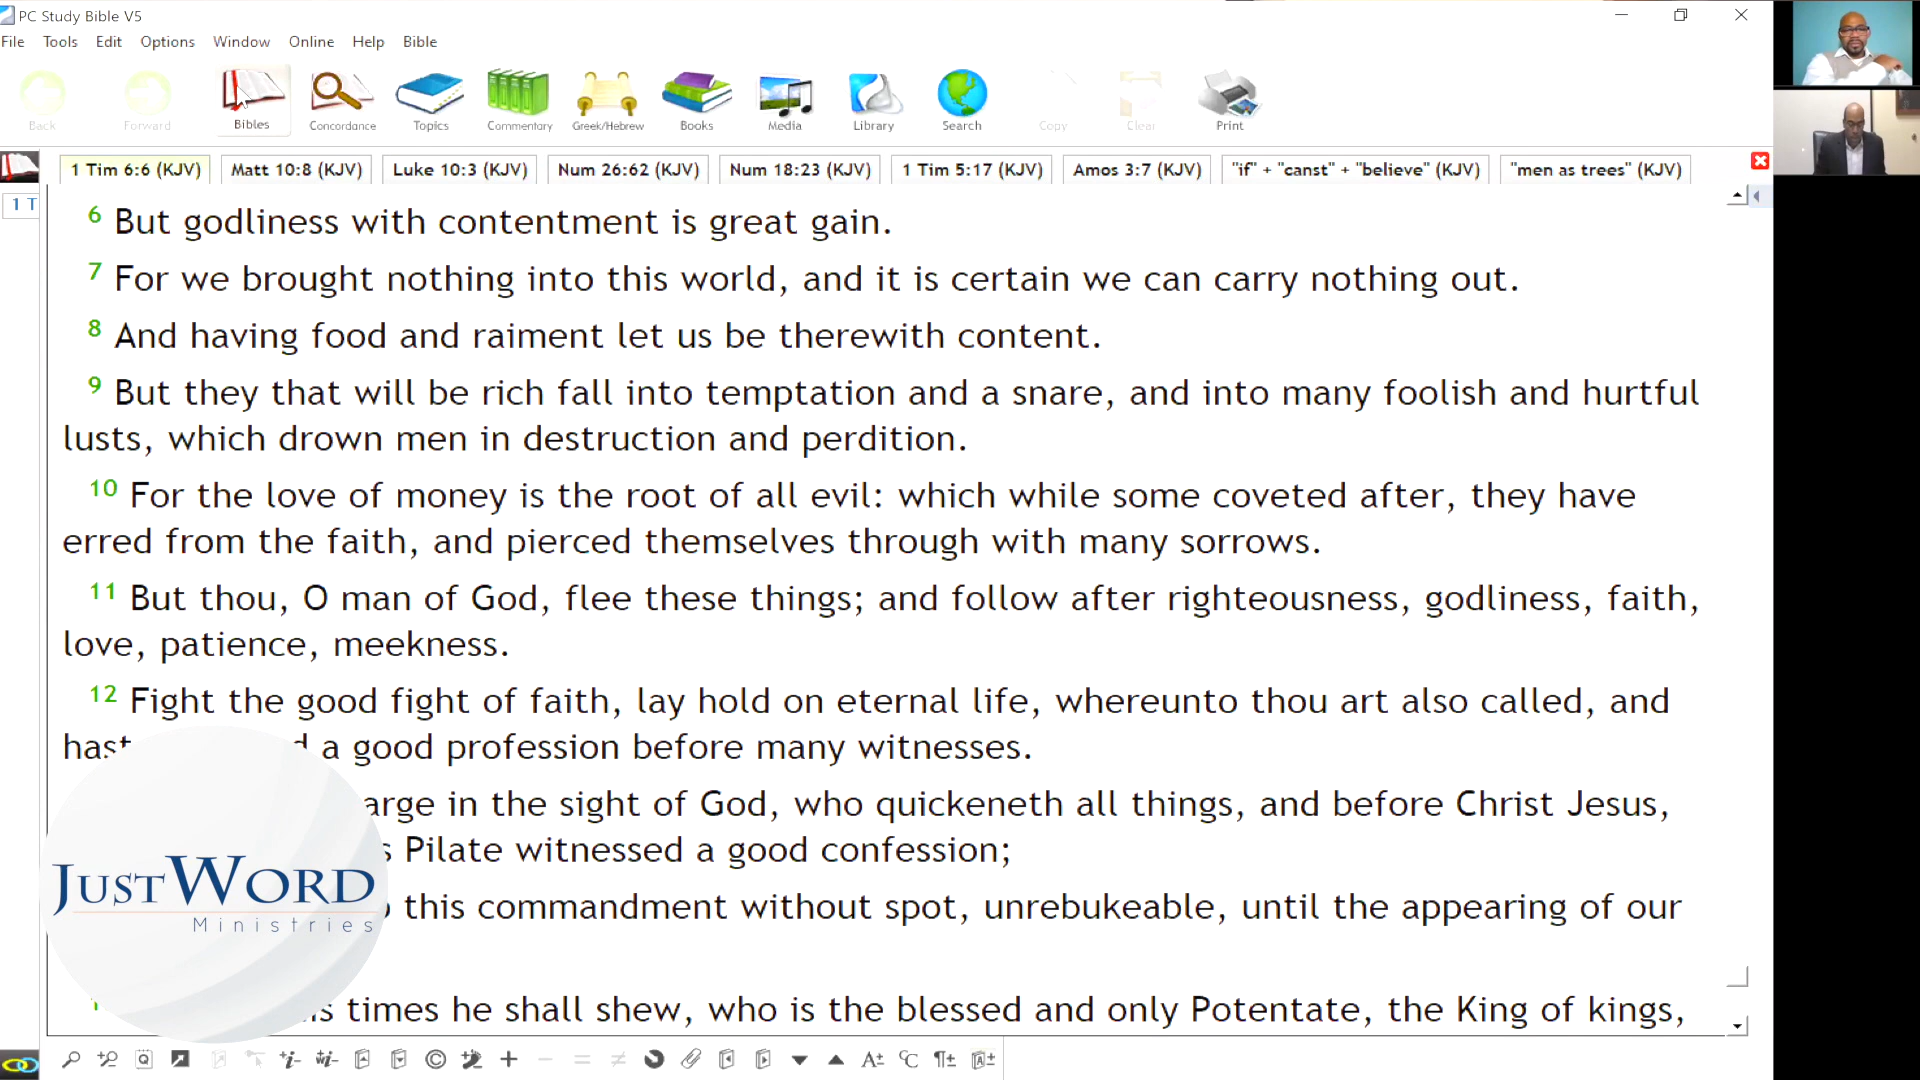 PC Study Bible V5
File Tools Edit Options Window Online Help Bible
Back Forward Bibles Concordance Topics Commentary Greek/Hebrew Books Media Library Search Copy Clear Print
1 Tim 6:6 (KJV) Matt 10:8 (KJV) Luke 10:3 (KJV) Num 26:62 (KJV) Num 18:23 (KJV) 1 Tim 5:17 (KJV) Amos 3:7 (KJV) "if" + "canst" + "believe" (KJV) "men as trees" (KJV)
1 T
6 But godliness with contentment is great gain.
7 For we brought nothing into this world, and it is certain we can carry nothing out.
8 And having food and raiment let us be therewith content.
9 But they that will be rich fall into temptation and a snare, and into many foolish and hurtful
lusts, which drown men in destruction and perdition.
10 For the love of money is the root of all evil: which while some coveted after, they have
erred from the faith, and pierced themselves through with many sorrows.
11 But thou, O man of God, flee these things; and follow after righteousness, godliness, faith,
love, patience, meekness.
12 Fight the good fight of faith, lay hold on eternal life, whereunto thou art also called, and
hast a good profession before many witnesses.
arge in the sight of God, who quickeneth all things, and before Christ Jesus,
s Pilate witnessed a good confession;
this commandment without spot, unrebukeable, until the appearing of our
times he shall shew, who is the blessed and only Potentate, the King of kings,
JustWord
Ministries